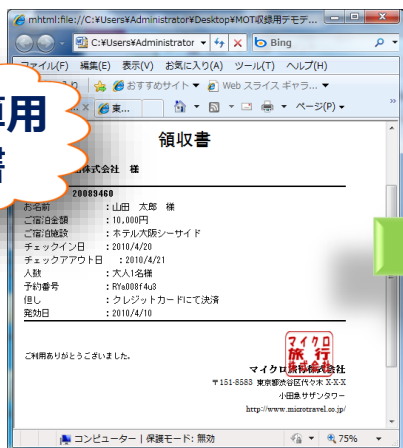 mhtml:file://C:¥Users¥Administrator¥Desktop¥MOT収録用デモデ...
C:¥Users¥Administrator
Bing
ファイル(F) 編集(E) 表示(V) お気に入り(A) ツール(T) ヘルプ(H)
おすすめサイト Web スライス ギャラ...
東... ページ(P)
専用
書
領収書
株式会社 様
20089460
お名前 :山田 太郎 様
ご宿泊金額 :10,000円
ご宿泊施設 :ホテル大阪シーサイド
チェックイン日 :2010/4/20
チェックアアウト日 :2010/4/21
人数 :大人1名様
予約番号 :RYa008f4u3
但し :クレジットカードにて決済
発効日 :2010/4/10
ご利用ありがとうございました。
マイクロ
旅行
株式会社
マイクロ旅行株式会社
〒151-8583 東京都渋谷区代々木 X-X-X
小田急サザンタワー
http://www.microtravel.co.jp/
コンピューター | 保護モード: 無効 75%